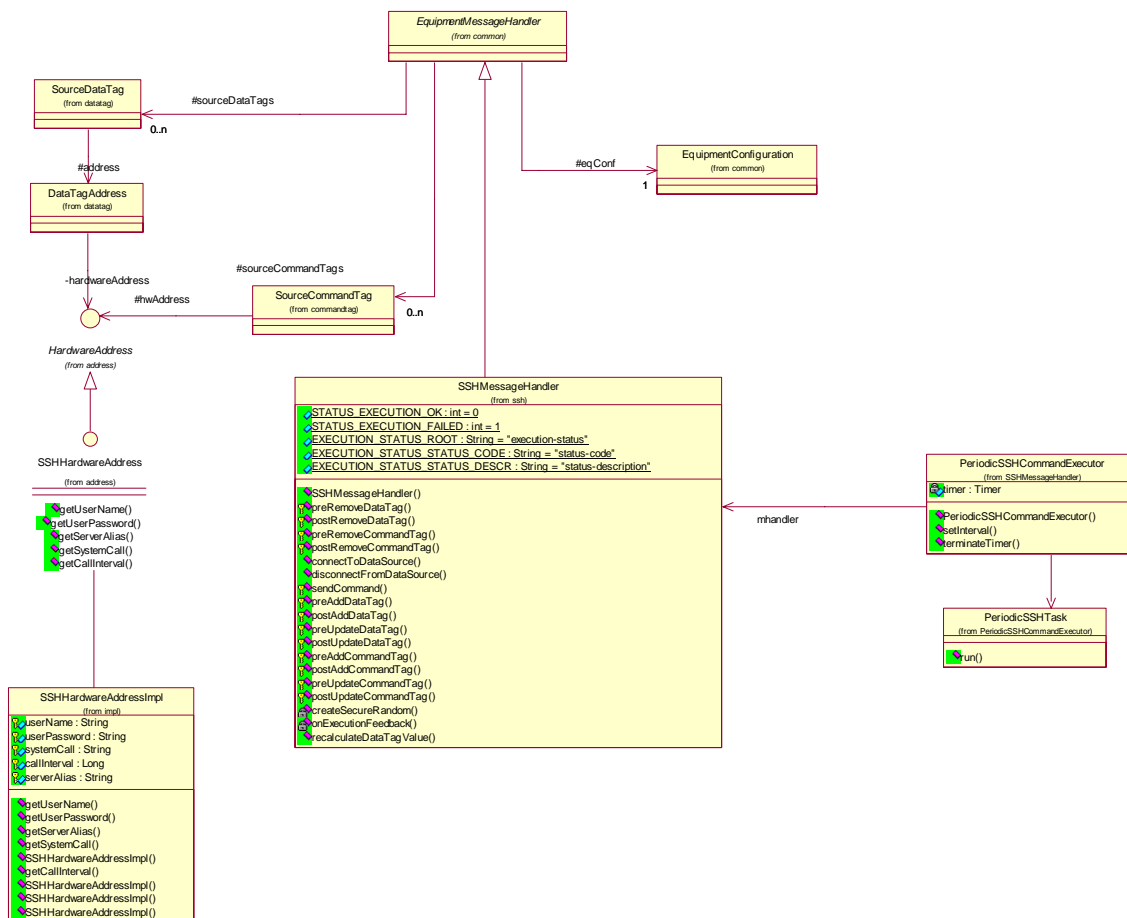 EquipmentMessageHandler
(from common)
SourceDataTag
(from datatag)
#sourceDataTags
0..n
#address
EquipmentConfiguration
(from common)
#eqConf
1
DataTagAddress
(from datatag)
-hardwareAddress
#sourceCommandTags
#hwAddress
SourceCommandTag
(from commandtag)
0..n
HardwareAddress
(from address)
SSHHardwareAddress
(from address)
getUserName()
getUserPassword()
getServerAlias()
getSystemCall()
getCallInterval()
SSHMessageHandler
(from ssh)
STATUS_EXECUTION_OK : int = 0
STATUS_EXECUTION_FAILED : int = 1
EXECUTION_STATUS_ROOT : String = "execution-status"
EXECUTION_STATUS_STATUS_CODE : String = "status-code"
EXECUTION_STATUS_STATUS_DESCR : String = "status-description"
SSHMessageHandler()
preRemoveDataTag()
postRemoveDataTag()
preRemoveCommandTag()
postRemoveCommandTag()
connectToDataSource()
disconnectFromDataSource()
sendCommand()
preAddDataTag()
postAddDataTag()
preUpdateDataTag()
postUpdateDataTag()
preAddCommandTag()
postAddCommandTag()
preUpdateCommandTag()
postUpdateCommandTag()
createSecureRandom()
onExecutionFeedback()
recalculateDataTagValue()
mhandler
PeriodicSSHCommandExecutor
(from SSHMessageHandler)
timer : Timer
PeriodicSSHCommandExecutor()
setInterval()
terminateTimer()
PeriodicSSHTask
(from PeriodicSSHCommandExecutor)
run()
SSHHardwareAddressImpl
(from impl)
userName : String
userPassword : String
systemCall : String
callInterval : Long
serverAlias : String
getUserName()
getUserPassword()
getServerAlias()
getSystemCall()
SSHHardwareAddressImpl()
getCallInterval()
SSHHardwareAddressImpl()
SSHHardwareAddressImpl()
SSHHardwareAddressImpl()